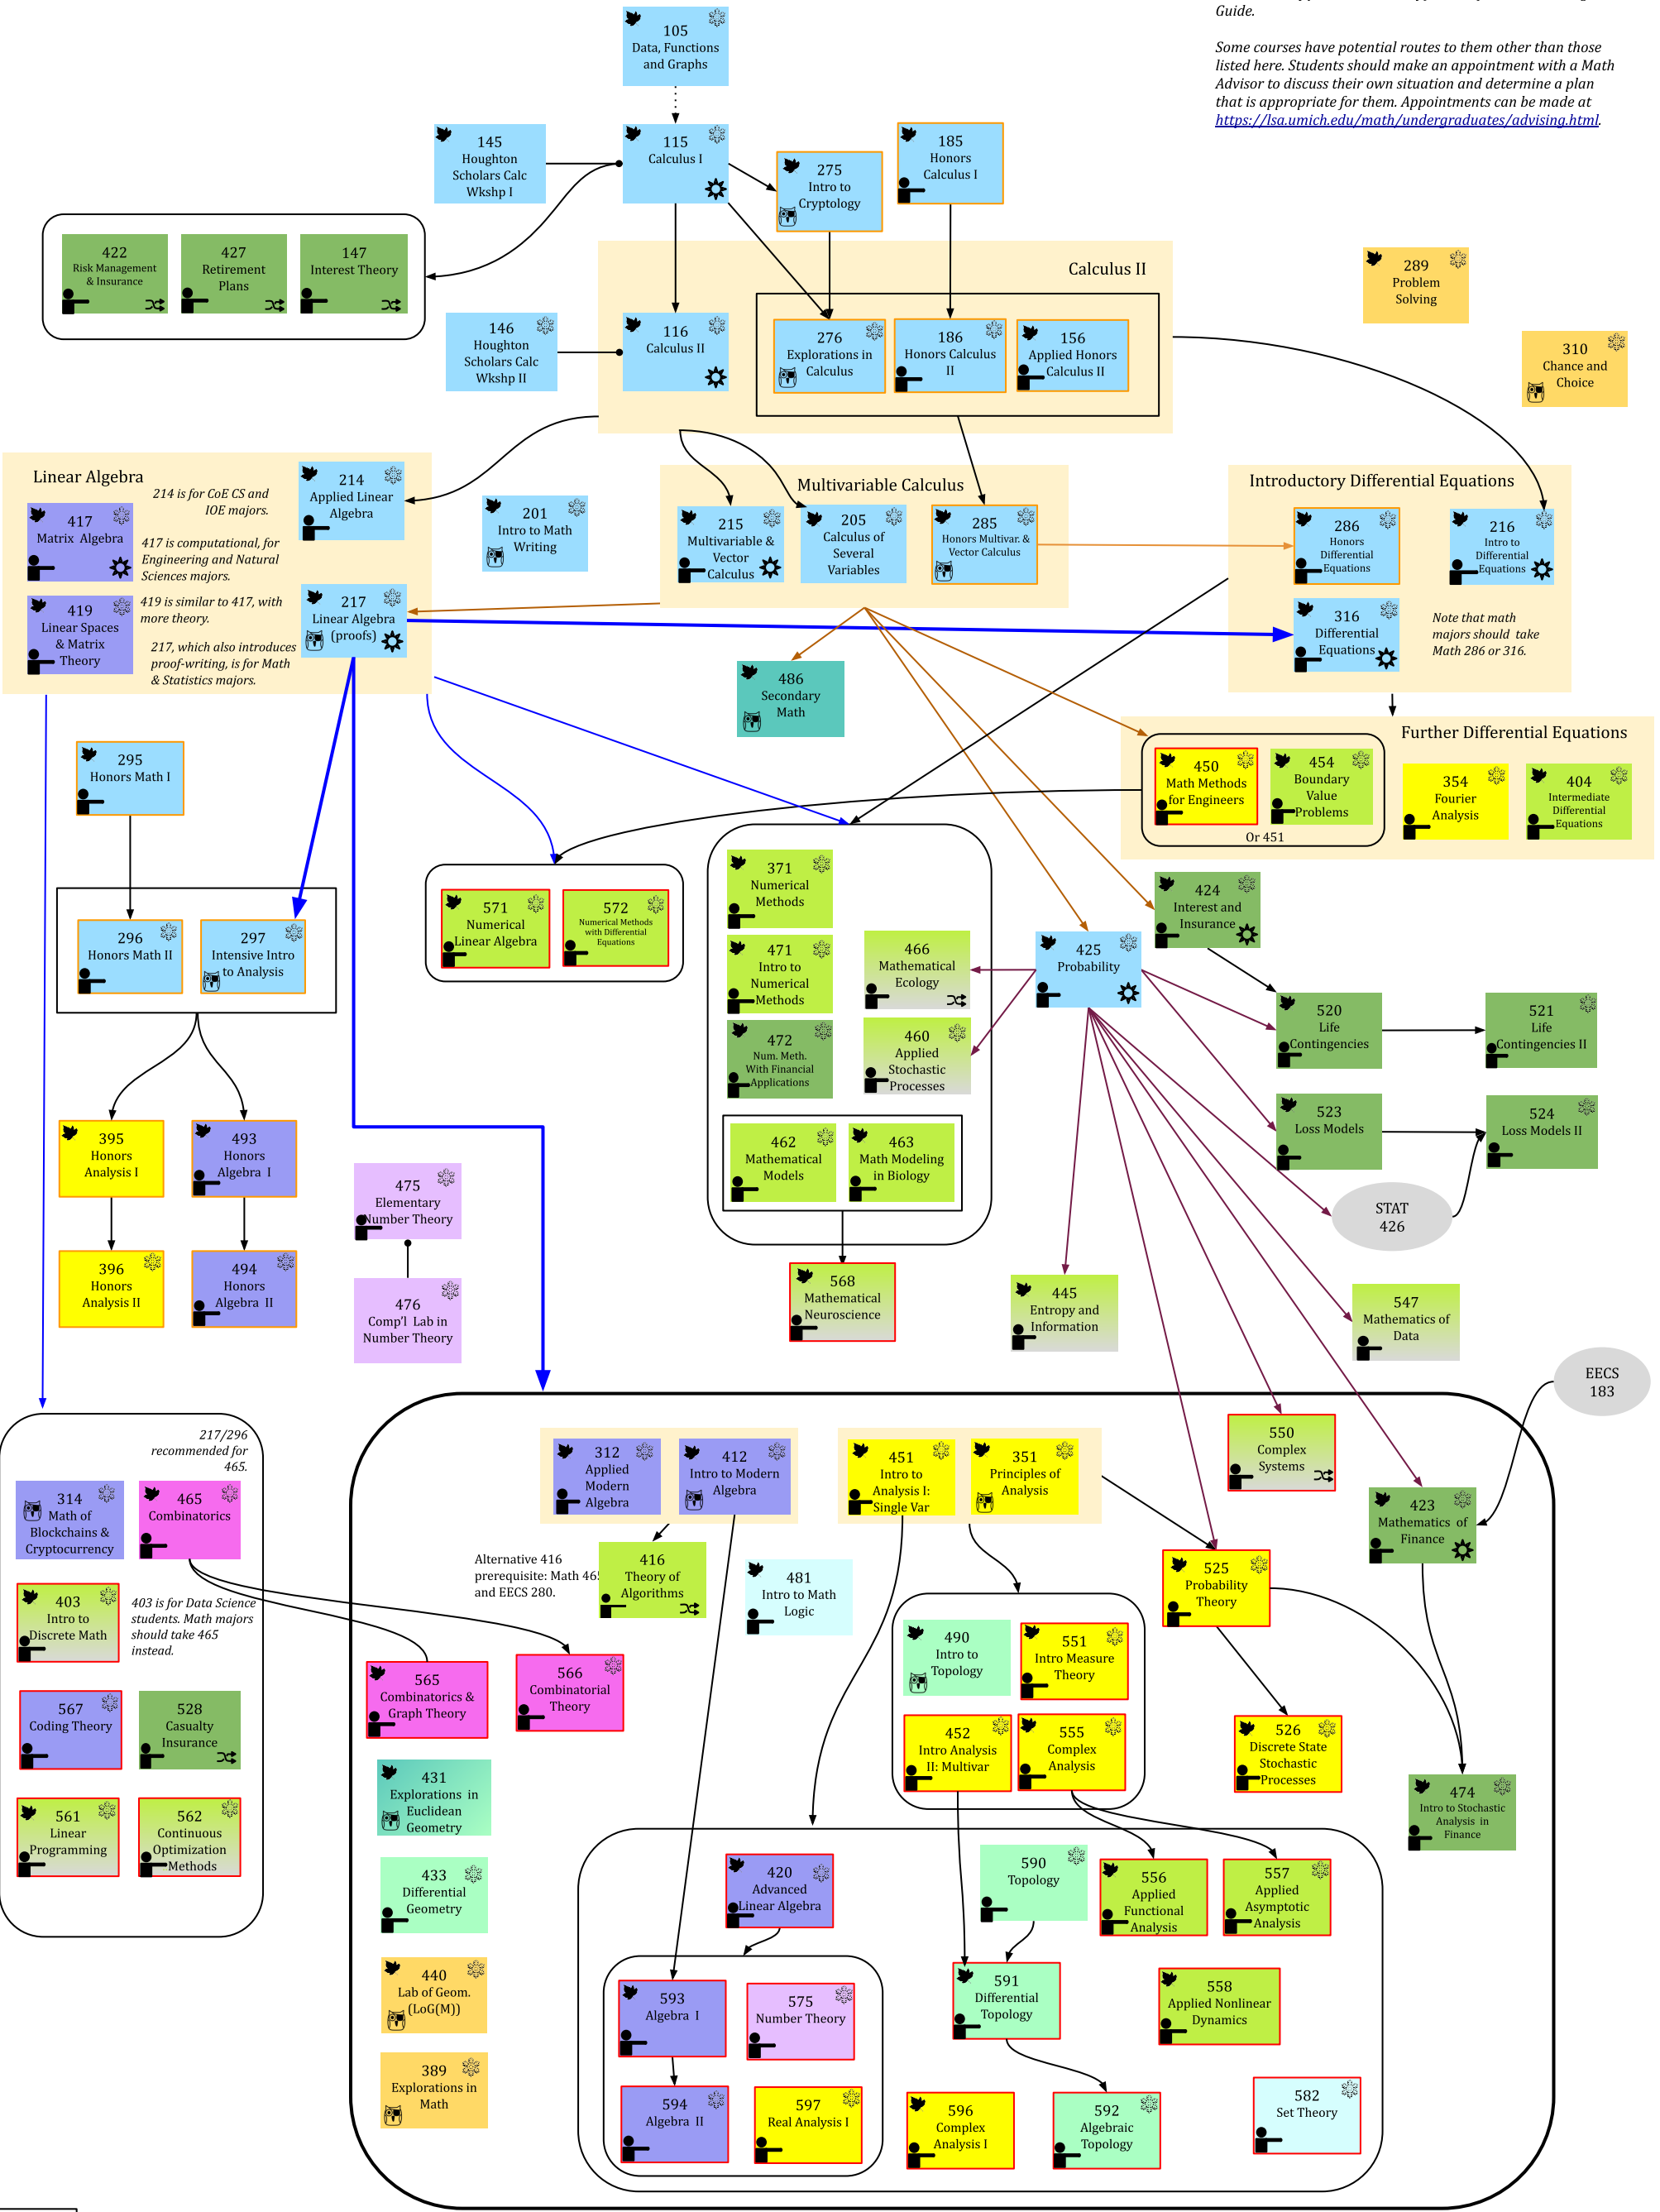 Guide.
Some courses have potential routes to them other than those
listed here. Students should make an appointment with a Math
Advisor to discuss their own situation and determine a plan
that is appropriate for them. Appointments can be made at
https://lsa.umich.edu/math/undergraduates/advising.html.
105
Data, Functions
and Graphs
145
Houghton
Scholars Calc
Wkshp I
115
Calculus I
275
Intro to
Cryptology
185
Honors
Calculus I
422
Risk Management
& Insurance
427
Retirement
Plans
147
Interest Theory
Calculus II
146
Houghton
Scholars Calc
Wkshp II
116
Calculus II
276
Explorations in
Calculus
186
Honors Calculus
II
156
Applied Honors
Calculus II
289
Problem
Solving
310
Chance and
Choice
Linear Algebra
214 is for CoE CS and
IOE majors.
214
Applied Linear
Algebra
417
Matrix Algebra
417 is computational, for
Engineering and Natural
Sciences majors.
419
Linear Spaces
& Matrix
Theory
419 is similar to 417, with
more theory.
217, which also introduces
proof-writing, is for Math
& Statistics majors.
217
Linear Algebra
(proofs)
201
Intro to Math
Writing
Multivariable Calculus
215
Multivariable &
Vector
Calculus
205
Calculus of
Several
Variables
285
Honors Multivar. &
Vector Calculus
Introductory Differential Equations
286
Honors
Differential
Equations
216
Intro to
Differential
Equations
316
Differential
Equations
Note that math
majors should take
Math 286 or 316.
486
Secondary
Math
Further Differential Equations
450
Math Methods
for Engineers
454
Boundary
Value
Problems
Or 451
354
Fourier
Analysis
404
Intermediate
Differential
Equations
295
Honors Math I
296
Honors Math II
297
Intensive Intro
to Analysis
571
Numerical
Linear Algebra
572
Numerical Methods
with Differential
Equations
371
Numerical
Methods
471
Intro to
Numerical
Methods
466
Mathematical
Ecology
472
Num. Meth.
With Financial
Applications
460
Applied
Stochastic
Processes
462
Mathematical
Models
463
Math Modeling
in Biology
425
Probability
424
Interest and
Insurance
520
Life
Contingencies
521
Life
Contingencies II
523
Loss Models
524
Loss Models II
STAT
426
395
Honors
Analysis I
493
Honors
Algebra I
396
Honors
Analysis II
494
Honors
Algebra II
475
Elementary
Number Theory
476
Comp'l Lab in
Number Theory
568
Mathematical
Neuroscience
445
Entropy and
Information
547
Mathematics of
Data
EECS
183
217/296
recommended for
465.
314
Math of
Blockchains &
Cryptocurrency
465
Combinatorics
403
Intro to
Discrete Math
403 is for Data Science
students. Math majors
should take 465
instead.
567
Coding Theory
528
Casualty
Insurance
561
Linear
Programming
562
Continuous
Optimization
Methods
312
Applied
Modern
Algebra
412
Intro to Modern
Algebra
451
Intro to
Analysis I:
Single Var
351
Principles of
Analysis
550
Complex
Systems
423
Mathematics of
Finance
Alternative 416
prerequisite: Math 465
and EECS 280.
416
Theory of
Algorithms
481
Intro to Math
Logic
525
Probability
Theory
490
Intro to
Topology
551
Intro Measure
Theory
452
Intro Analysis
II: Multivar
555
Complex
Analysis
526
Discrete State
Stochastic
Processes
474
Intro to Stochastic
Analysis in
Finance
565
Combinatorics &
Graph Theory
566
Combinatorial
Theory
431
Explorations in
Euclidean
Geometry
433
Differential
Geometry
440
Lab of Geom.
(LoG(M))
389
Explorations in
Math
420
Advanced
Linear Algebra
590
Topology
556
Applied
Functional
Analysis
557
Applied
Asymptotic
Analysis
593
Algebra I
575
Number Theory
591
Differential
Topology
558
Applied Nonlinear
Dynamics
594
Algebra II
597
Real Analysis I
596
Complex
Analysis I
592
Algebraic
Topology
582
Set Theory